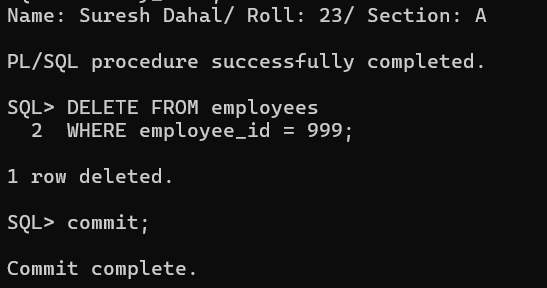 Name: Suresh Dahal/ Roll: 23/ Section: A
PL/SQL procedure successfully completed.
SQL> DELETE FROM employees
2 WHERE employee_id = 999;
1 row deleted.
SQL> commit;
Commit complete.